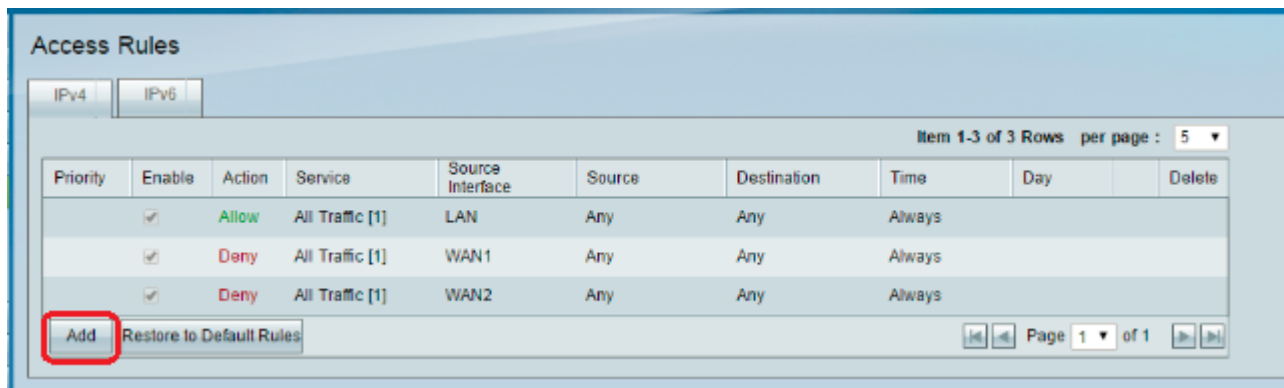 Access Rules
IPv4 IPv6
Item 1-3 of 3 Rows per page : 5
Priority Enable Action Service Source Interface Source Destination Time Day Delete
Allow All Traffic [1] LAN Any Any Always
Deny All Traffic [1] WAN1 Any Any Always
Deny All Traffic [1] WAN2 Any Any Always
Add Restore to Default Rules Page 1 of 1